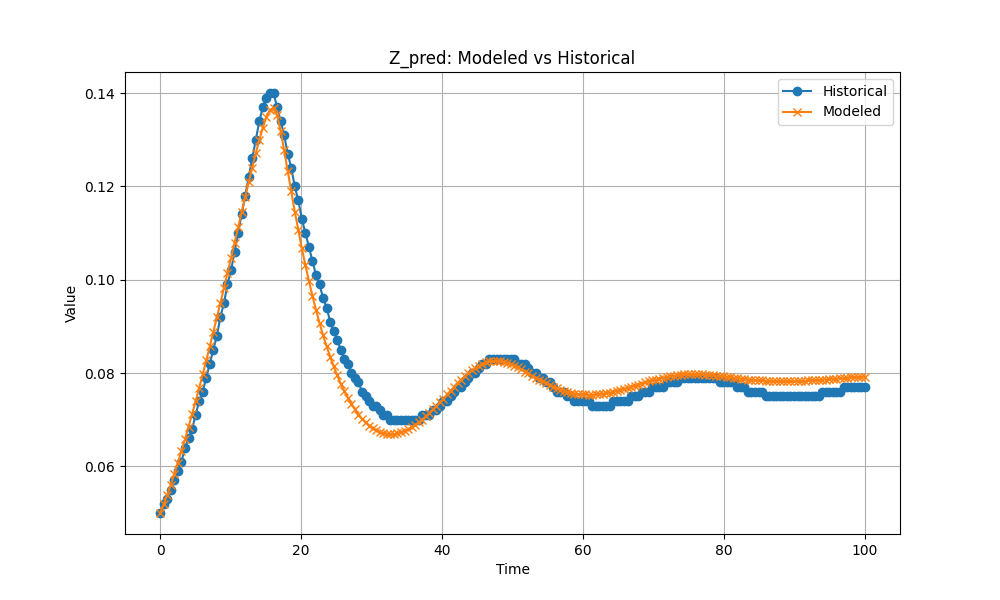 Z_pred: Modeled vs Historical
Historical
Modeled
Value
0.14
0.12
0.10
0.08
0.06
0
20
40
60
80
100
Time